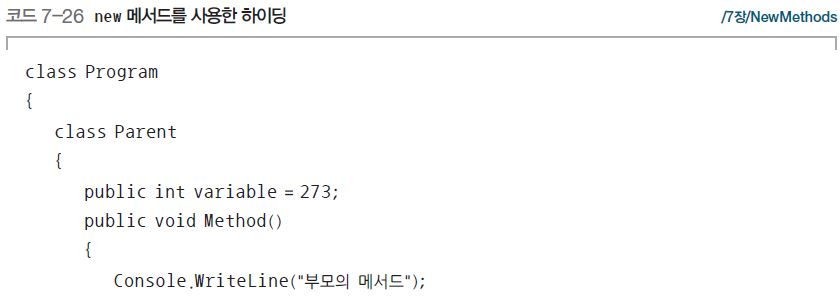 코드 7-26 new 메서드를 사용한 하이딩 /7장/NewMethods
class Program
{
class Parent
{
public int variable = 273;
public void Method()
{
Console.WriteLine("부모의 메서드");